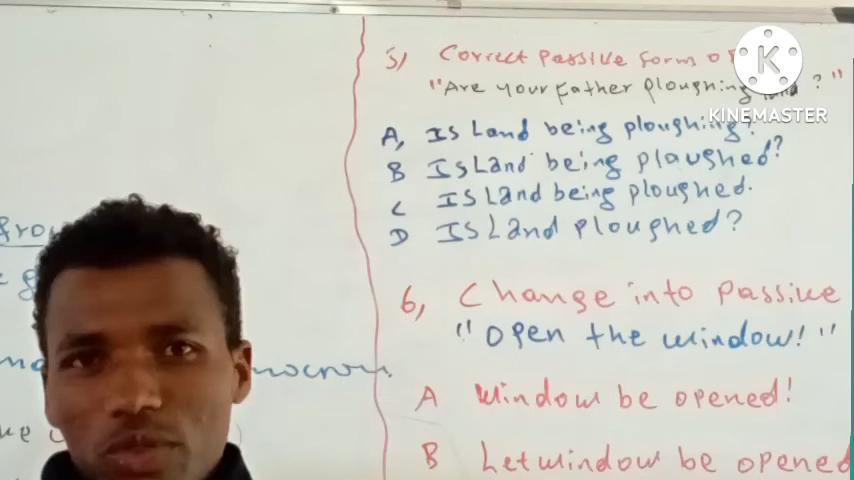 5) Correct passive form of
"Are your Father ploughing land ?"
A, Is Land being ploughing?
B Is Land being plaughed?
C Is land being ploughed.
D Is Land ploughed?
6, Change into passive
"Open the window!"
A Window be opened!
B Let window be opened
K
KINEMASTER